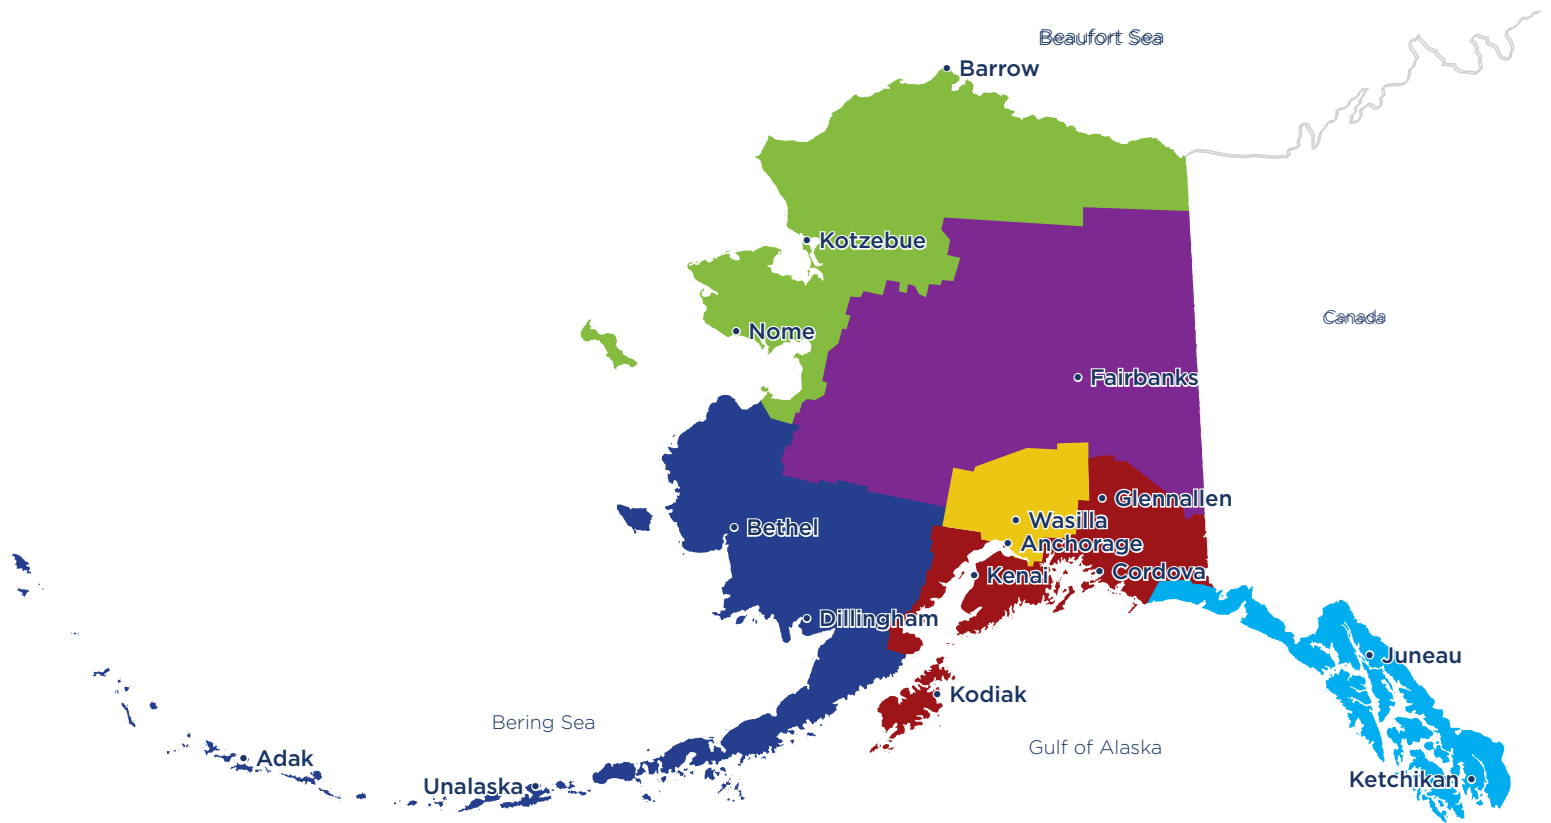 Beaufort Sea
Barrow
Kotzebue
Canada
Nome
Fairbanks
Glennallen
Wasilla
Bethel
Anchorage
Cordova
Kenai
Dillingham
Juneau
Kodiak
Bering Sea
Gulf of Alaska
Adak
Ketchikan
Unalaska